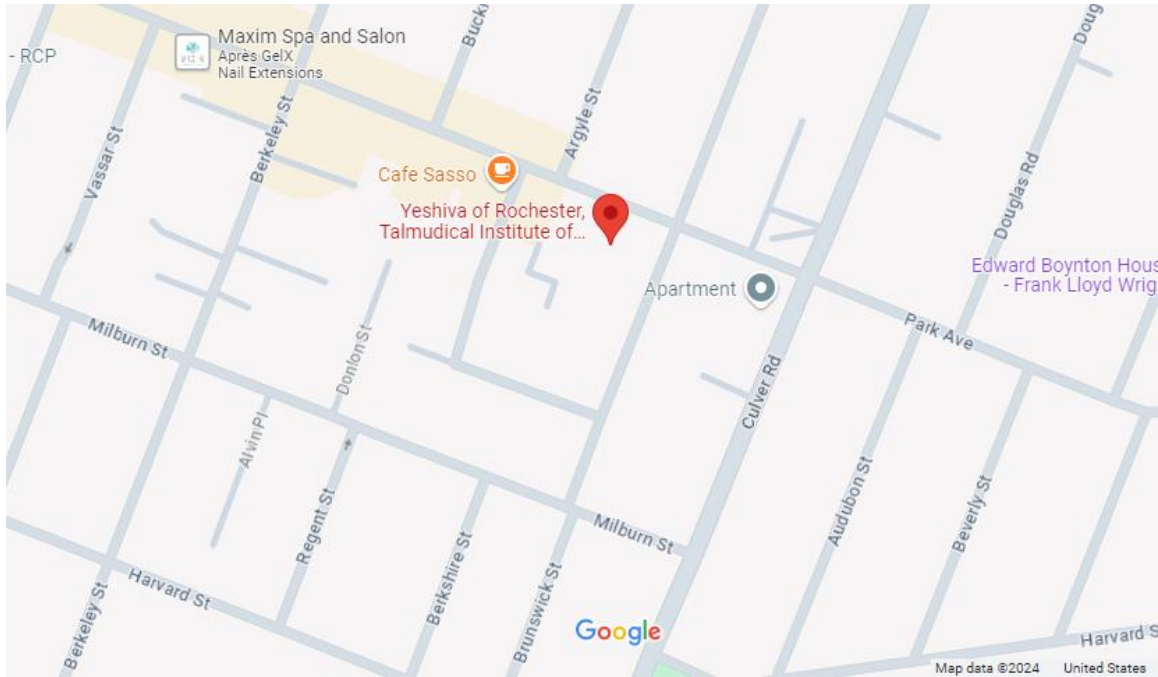 Maxim Spa and Salon
Après GelX
Nail Extensions
- RCP
Buck
Doug
Argyle St
Berkeley St
Vassar St
Cafe Sasso
Yeshiva of Rochester,
Talmudical Institute of...
Douglas Rd
Edward Boynton Hous
- Frank Lloyd Wrig
Apartment
Park Ave
Milburn St
Donlon St
Culver Rd
Alvin Pl
Regent St
Audubon St
Beverly St
Milburn St
Berkshire St
Brunswick St
Harvard St
Berkeley St
Google
Harvard S
Map data ©2024
United States